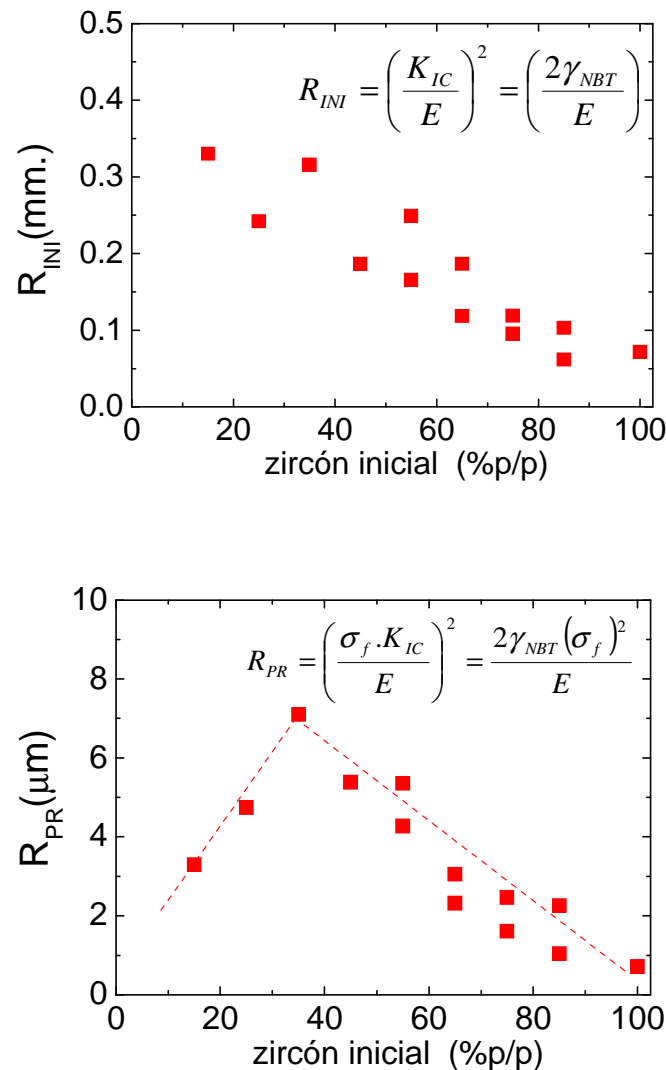 0.5
R_INI = (K_IC / E)^2 = (2γ_NBT / E)
0.4
0.3
0.2
0.1
0.0
R_INI(mm.)
0 20 40 60 80 100
zircón inicial (%p/p)
10
R_PR = (σ_f . K_IC / E)^2 = 2γ_NBT(σ_f)^2 / E
8
6
4
2
0
R_PR(μm)
0 20 40 60 80 100
zircón inicial (%p/p)